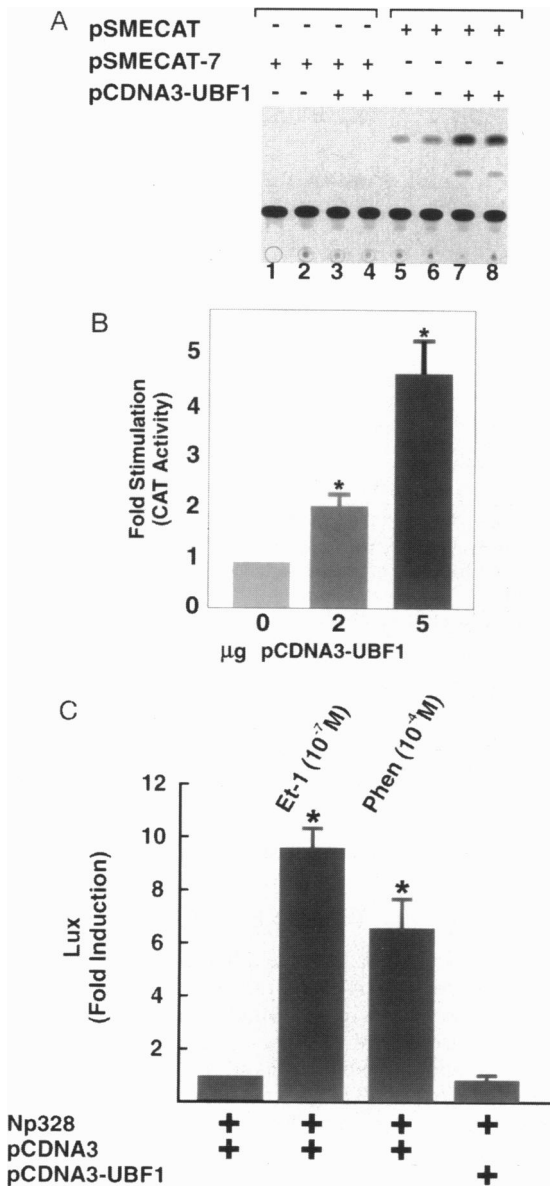 A
pSMECAT - - - - + + + +
pSMECAT-7 + + + + - - - -
pCDNA3-UBF1 - - + + - - + +
1 2 3 4 5 6 7 8
B
Fold Stimulation
(CAT Activity)
5
4
3
2
1
0
* *
0 2 5
μg pCDNA3-UBF1
C
Et-1 (10⁻⁷M) Phen (10⁻⁴M)
Lux
(Fold Induction)
12
10
8
6
4
2
* *
Np328 + + + +
pCDNA3 + + +
pCDNA3-UBF1 +